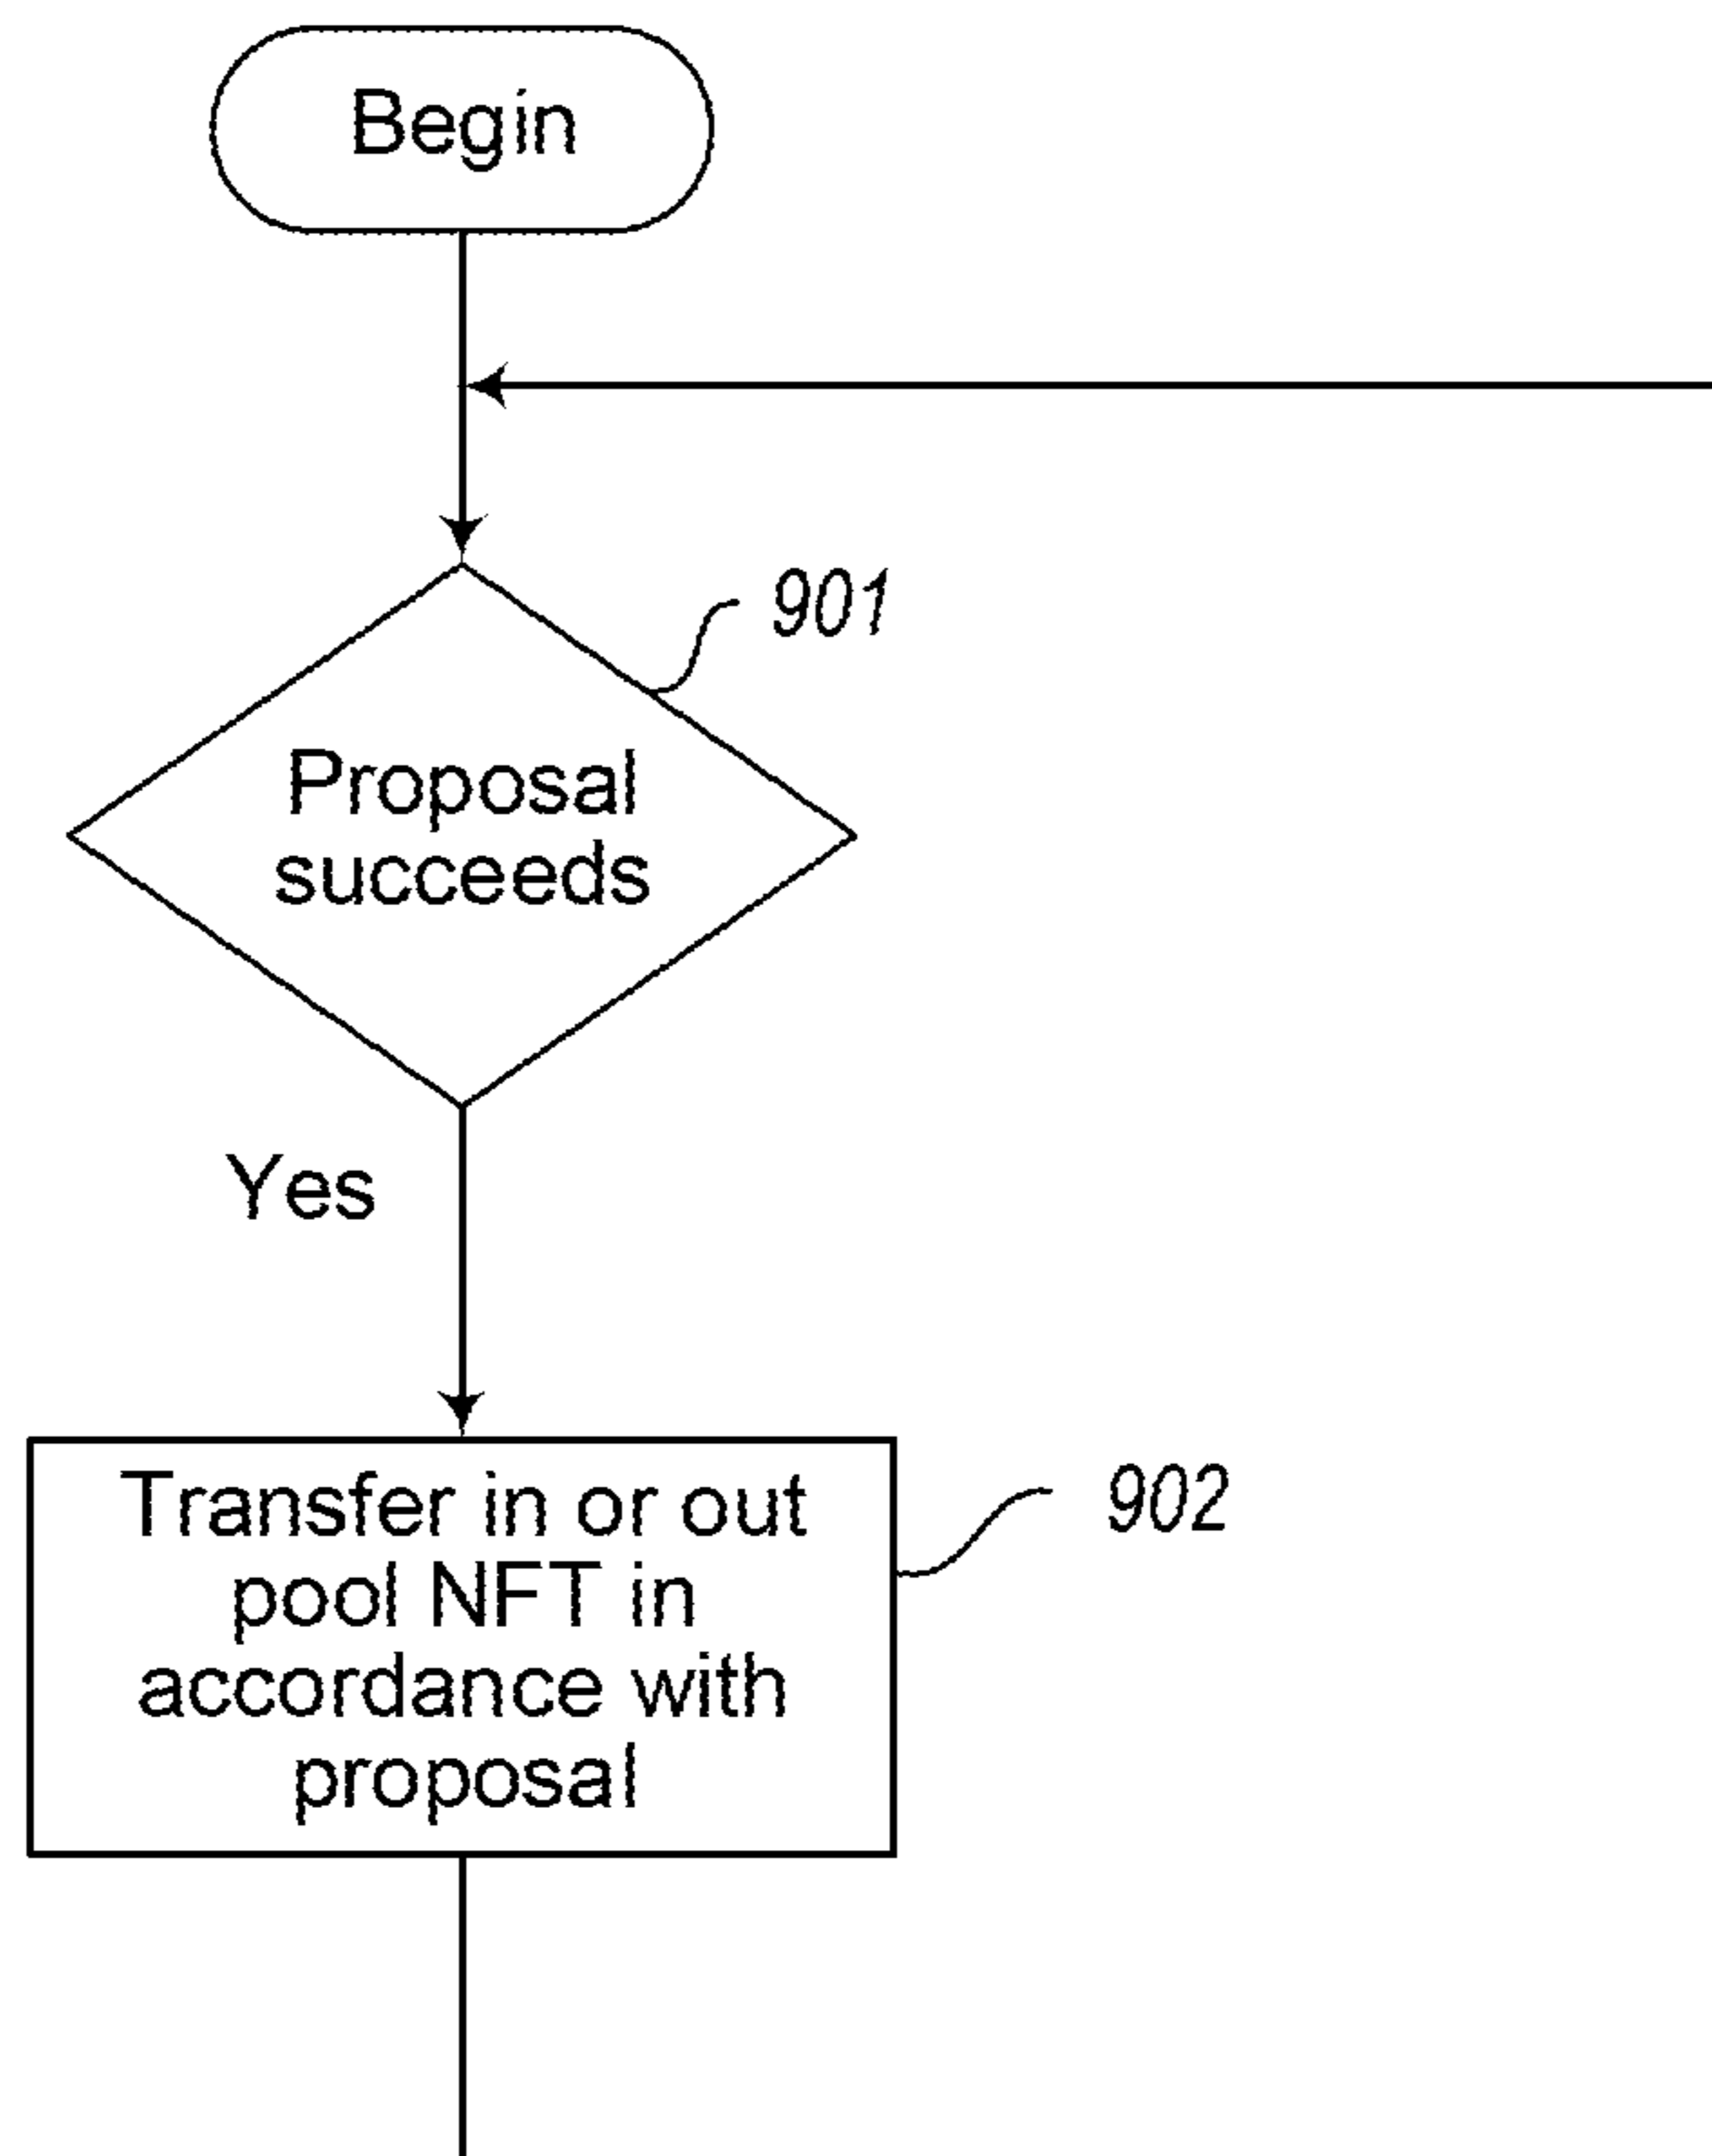 Begin
901
Proposal
succeeds
Yes
Transfer in or out
pool NFT in
accordance with
proposal
902